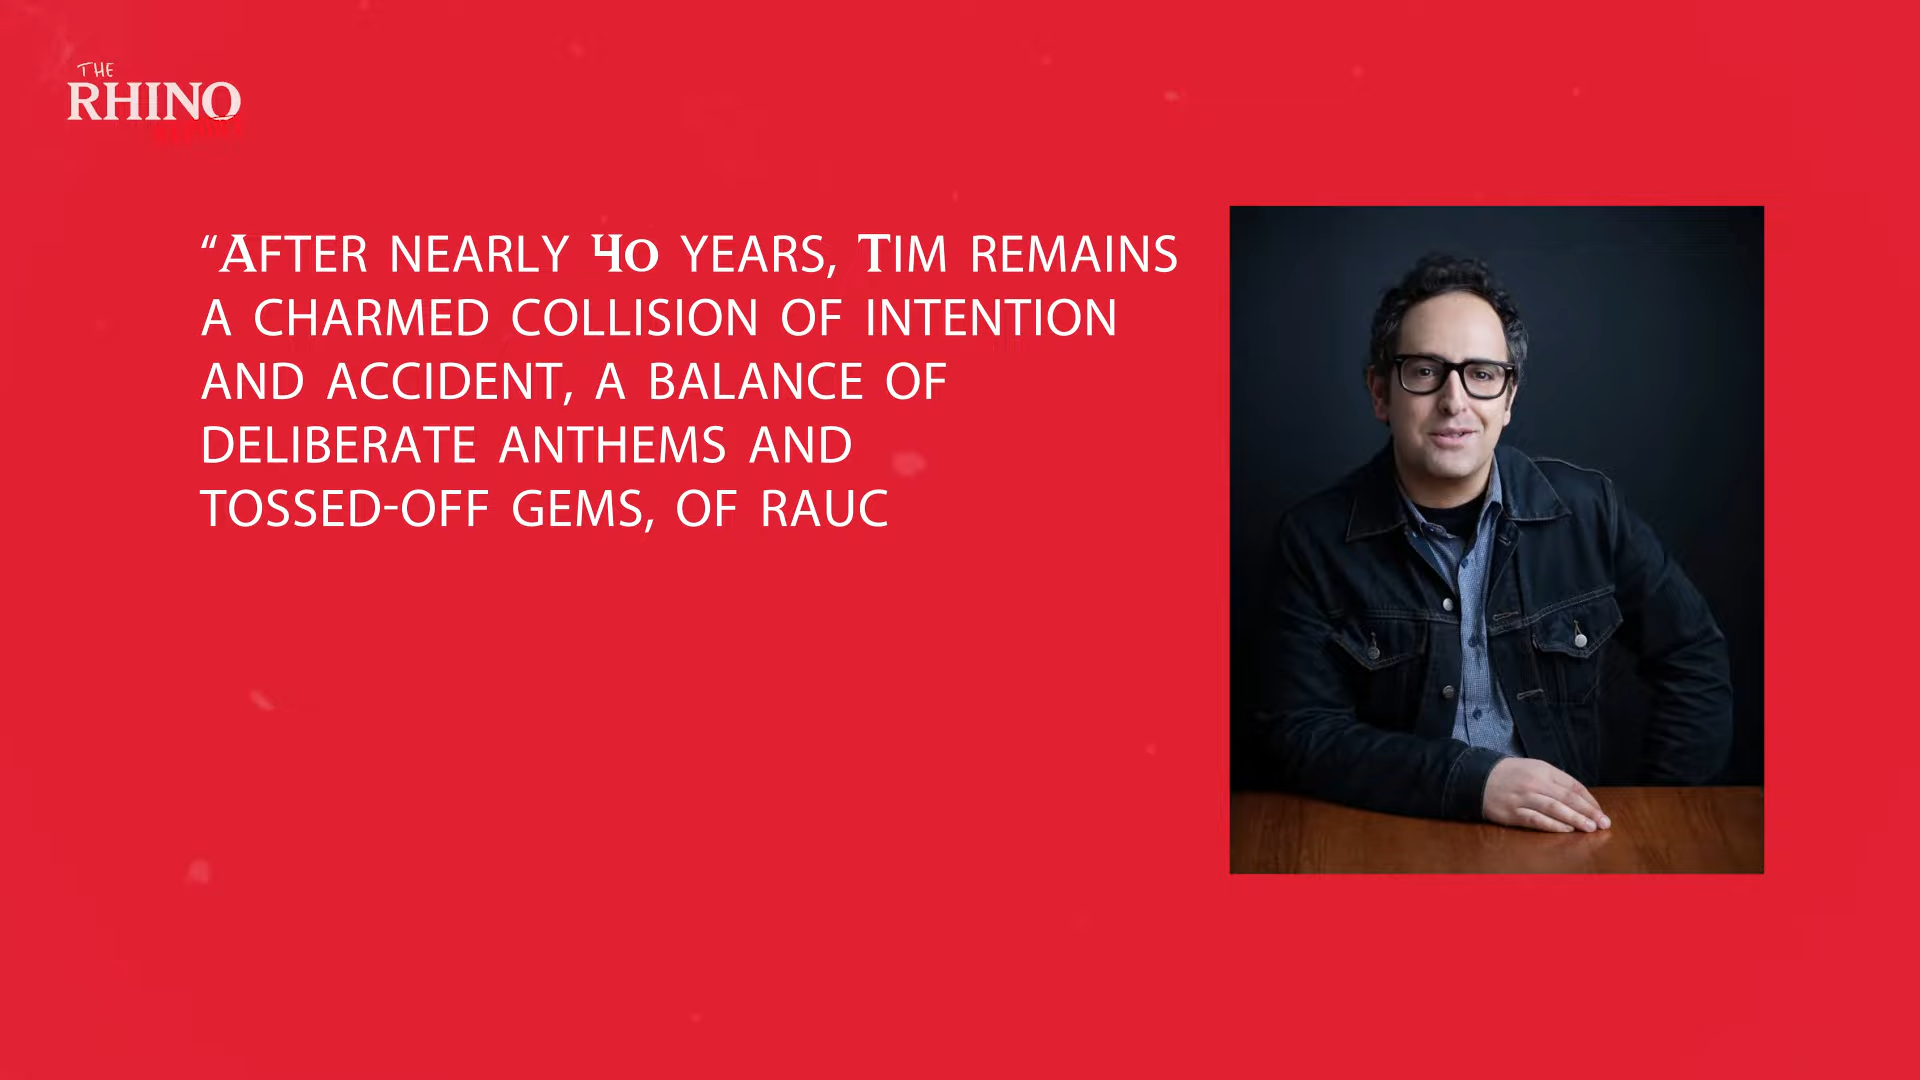 THE
RHINO
“AFTER NEARLY 40 YEARS, TIM REMAINS
A CHARMED COLLISION OF INTENTION
AND ACCIDENT, A BALANCE OF
DELIBERATE ANTHEMS AND
TOSSED-OFF GEMS, OF RAUC